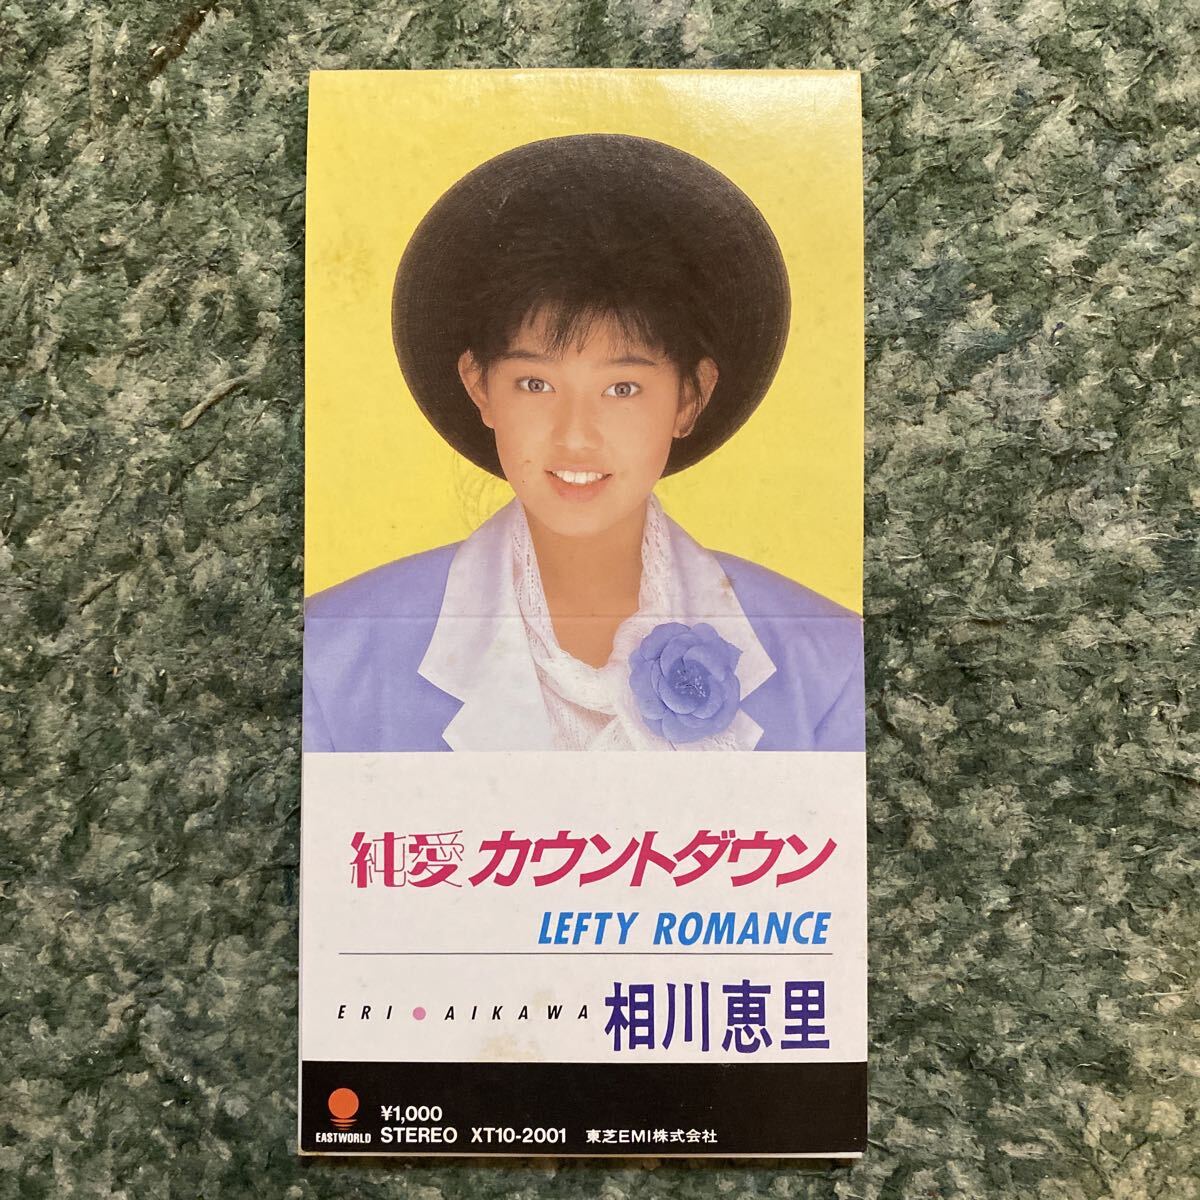 純愛カウントダウン
LEFTY ROMANCE
ERI●AIKAWA 相川恵里
¥1,000
EASTWORLD STEREO XT10-2001 東芝EMI株式会社